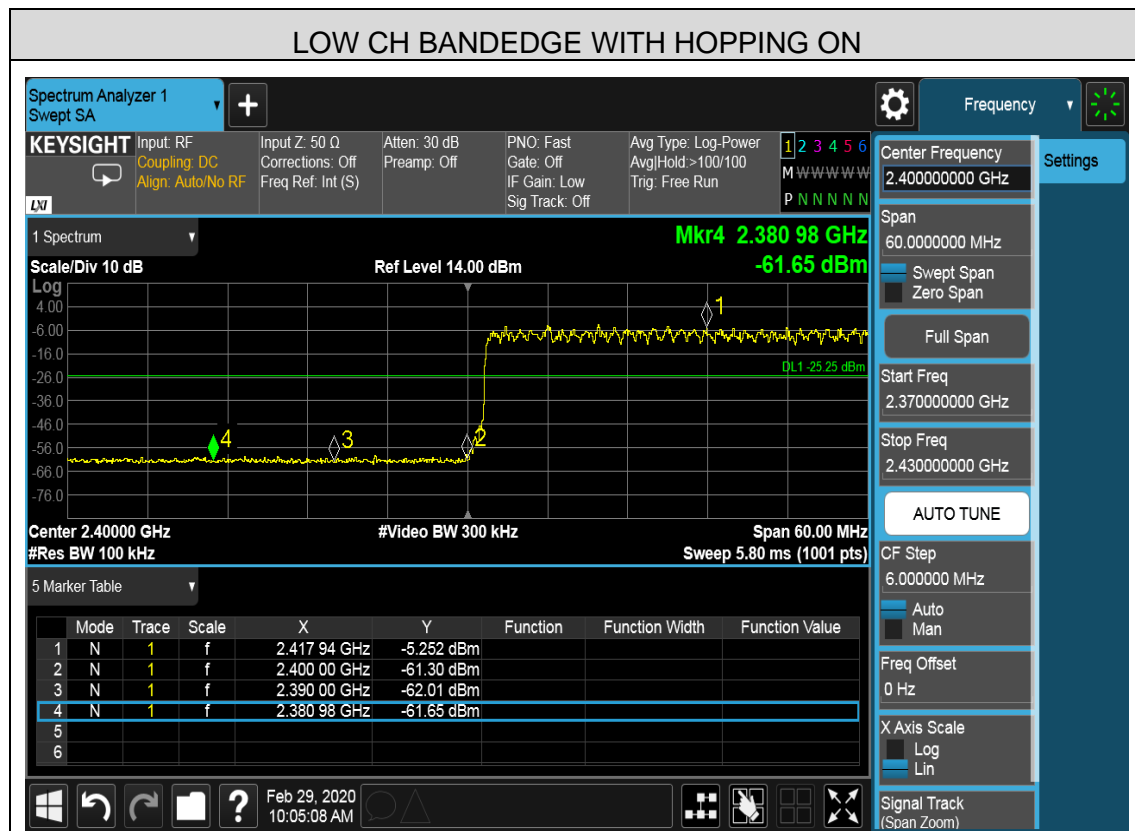 LOW CH BANDEDGE WITH HOPPING ON
Spectrum Analyzer 1
Swept SA
Frequency
KEYSIGHT
LXI
Input: RF
Coupling: DC
Align: Auto/No RF
Input Z: 50 Ω
Corrections: Off
Freq Ref: Int (S)
Atten: 30 dB
Preamp: Off
PNO: Fast
Gate: Off
IF Gain: Low
Sig Track: Off
Avg Type: Log-Power
Avg|Hold:>100/100
Trig: Free Run
1 2 3 4 5 6
M W W W W W
P N N N N N
1 Spectrum
Mkr4 2.380 98 GHz
-61.65 dBm
Scale/Div 10 dB
Ref Level 14.00 dBm
Log
4.00
-6.00
-16.0
-26.0
-36.0
-46.0
-56.0
-66.0
-76.0
1
DL1 -25.25 dBm
4
3
2
Center 2.40000 GHz
#Video BW 300 kHz
Span 60.00 MHz
#Res BW 100 kHz
Sweep 5.80 ms (1001 pts)
5 Marker Table
Mode Trace Scale X Y Function Function Width Function Value
1 N 1 f 2.417 94 GHz -5.252 dBm
2 N 1 f 2.400 00 GHz -61.30 dBm
3 N 1 f 2.390 00 GHz -62.01 dBm
4 N 1 f 2.380 98 GHz -61.65 dBm
5
6
?
Feb 29, 2020
10:05:08 AM
Center Frequency
2.400000000 GHz
Settings
Span
60.0000000 MHz
Swept Span
Zero Span
Full Span
Start Freq
2.370000000 GHz
Stop Freq
2.430000000 GHz
AUTO TUNE
CF Step
6.000000 MHz
Auto
Man
Freq Offset
0 Hz
X Axis Scale
Log
Lin
Signal Track
(Span Zoom)